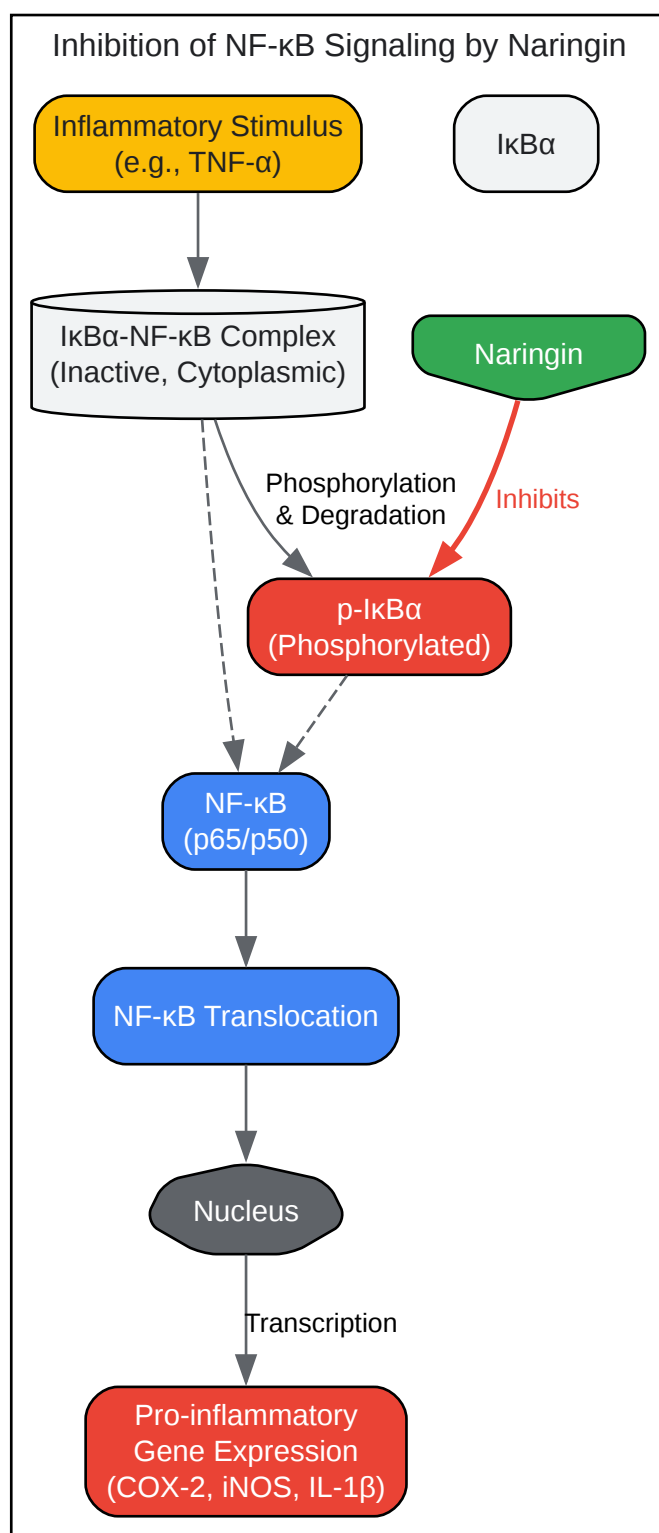 Inhibition of NF-κB Signaling by Naringin
Inflammatory Stimulus
(e.g., TNF-α)
IκBα
IκBα-NF-κB Complex
(Inactive, Cytoplasmic)
Naringin
Phosphorylation
& Degradation
Inhibits
p-IκBα
(Phosphorylated)
NF-κB
(p65/p50)
NF-κB Translocation
Nucleus
Transcription
Pro-inflammatory
Gene Expression
(COX-2, iNOS, IL-1β)